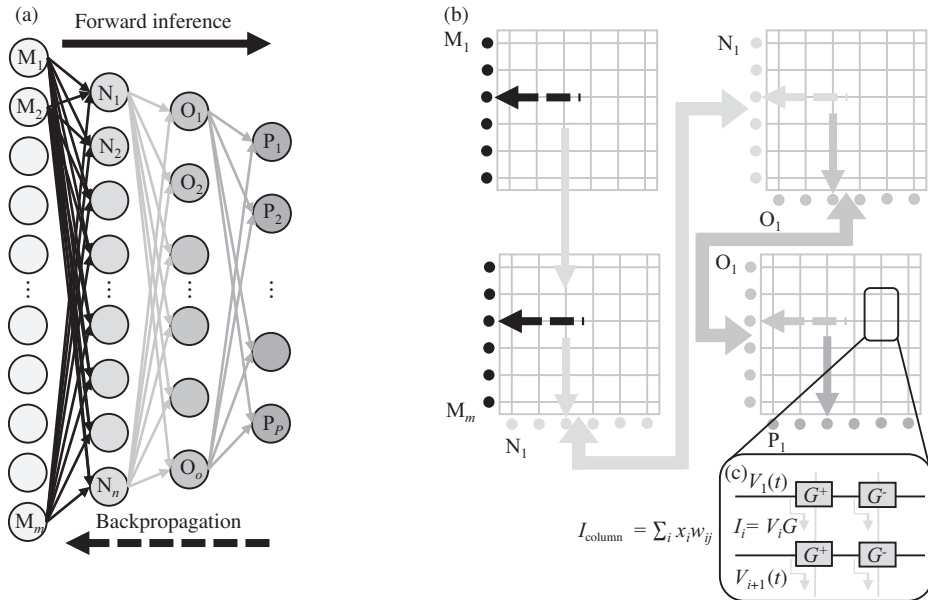 (a)
Forward inference
M₁
M₂
Mₘ
N₁
N₂
Nₙ
O₁
O₂
Oₒ
P₁
P₂
Pₚ
...
...
...
...
Backpropagation
(b)
M₁
Mₘ
N₁
N₁
O₁
O₁
P₁
I_column = ∑ᵢ xᵢwᵢⱼ
(c)
V₁(t)
G⁺ G⁻
Iᵢ = VᵢG
G⁺ G⁻
Vᵢ₊₁(t)